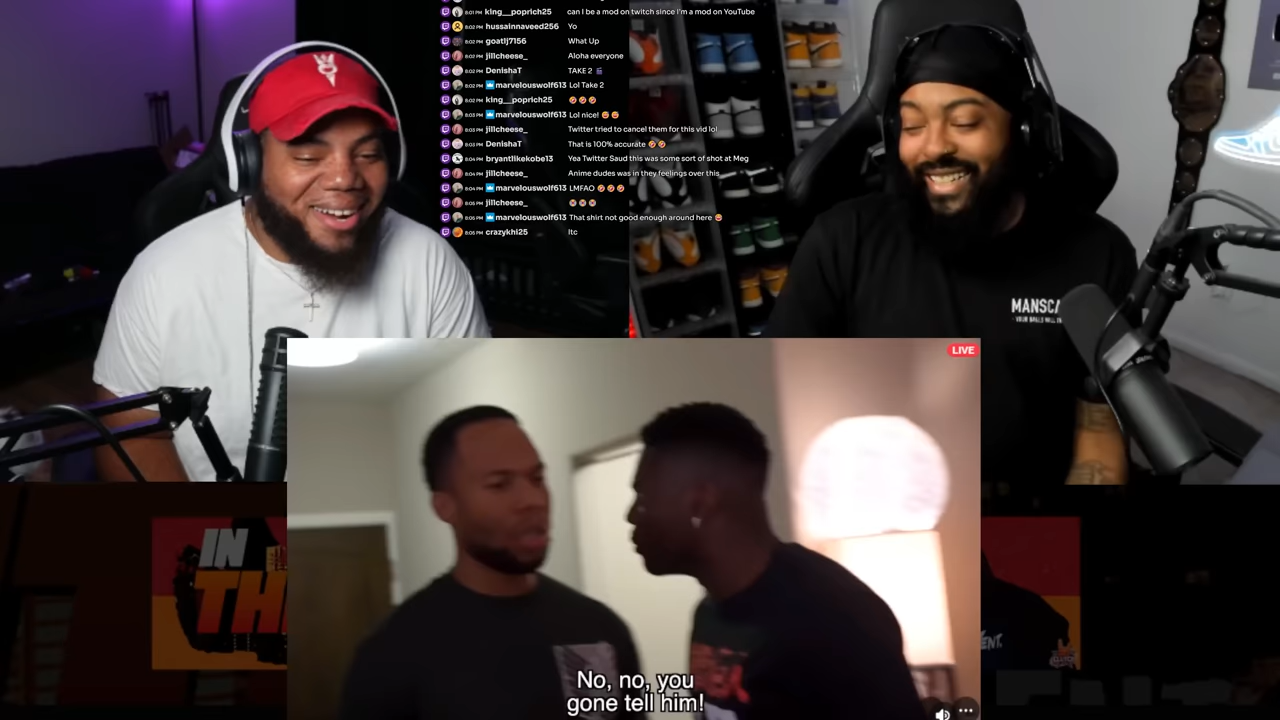 8:01 PM king__poprich25 can I be a mod on twitch since I'm a mod on YouTube
8:02 PM hussainnaveed256 Yo
8:02 PM goatlj7156 What Up
8:02 PM jillcheese_ Aloha everyone
8:02 PM DenishaT TAKE 2 🎬
8:02 PM marvelouswolf613 Lol Take 2
8:02 PM king__poprich25 🤣🤣🤣
8:03 PM marvelouswolf613 Lol nice!
8:03 PM jillcheese_ Twitter tried to cancel them for this vid lol
8:03 PM DenishaT That is 100% accurate 🤣🤣
8:04 PM bryantlikekobe13 Yea Twitter Saud this was some sort of shot at Meg
8:04 PM jillcheese_ Anime dudes was in they feelings over this
8:04 PM marvelouswolf613 LMFAO 🤣🤣🤣
8:05 PM jillcheese_
8:05 PM marvelouswolf613 That shirt not good enough around here
8:05 PM crazykhi25 Itc
MANSCA
LIVE
IN
TH
No, no, you
gone tell him!